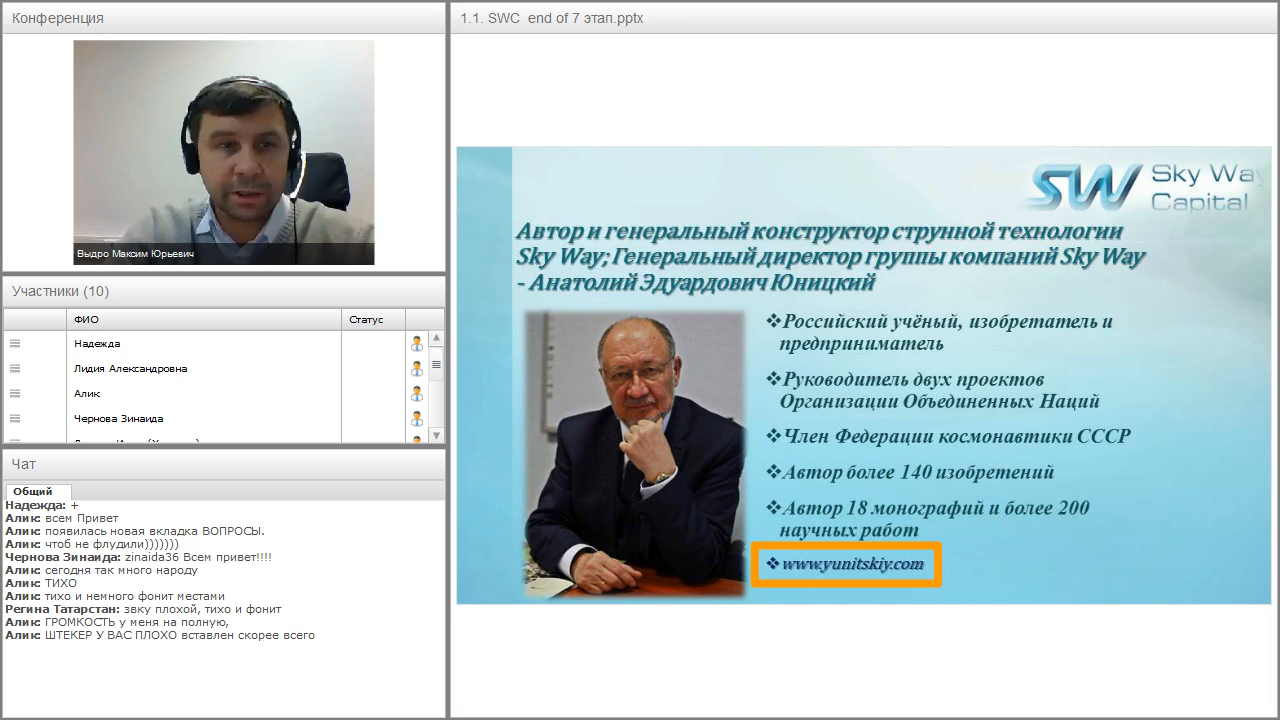 Конференция
Выдро Максим Юрьевич
Участники (10)
ФИО
Статус
Надежда
Лидия Александровна
Алик
Чернова Зинаида
Чат
Общий
Надежда: +
Алик: всем Привет
Алик: появилась новая вкладка ВОПРОСЫ.
Алик: чтоб не флудили)))))))
Чернова Зинаида: zinaida36 Всем привет!!!!
Алик: сегодня так много народу
Алик: ТИХО
Алик: тихо и немного фонит местами
Регина Татарстан: звку плохой, тихо и фонит
Алик: ГРОМКОСТЬ у меня на полную,
Алик: ШТЕКЕР У ВАС ПЛОХО вставлен скорее всего
1.1. SWC end of 7 этап.pptx
SW Sky Way
Capital
Автор и генеральный конструктор струнной технологии
Sky Way; Генеральный директор группы компаний Sky Way
- Анатолий Эдуардович Юницкий
❖Российский учёный, изобретатель и
предприниматель
❖Руководитель двух проектов
Организации Объединенных Наций
❖Член Федерации космонавтики СССР
❖Автор более 140 изобретений
❖Автор 18 монографий и более 200
научных работ
❖www.yunitskiy.com